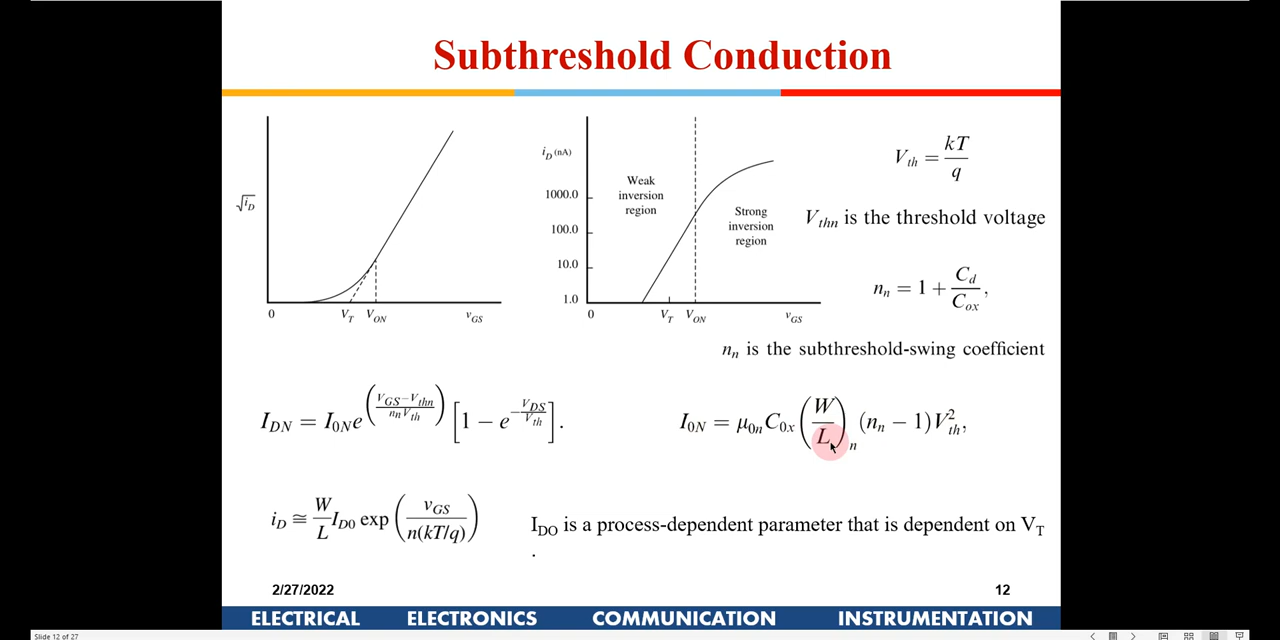 Subthreshold Conduction
√i_D
0
V_T
V_ON
v_GS
i_D (nA)
1000.0
100.0
10.0
1.0
Weak
inversion
region
Strong
inversion
region
0
V_T
V_ON
v_GS
V_th = kT/q
V_thn is the threshold voltage
n_n = 1 + C_d/C_ox,
n_n is the subthreshold-swing coefficient
I_DN = I_0N e^((V_GS−V_thn)/(n_n V_th)) [1 − e^(−V_DS/V_th)].
I_0N = μ_0n C_0x (W/L)_n (n_n − 1)V_th^2,
i_D ≅ W/L I_D0 exp (v_GS/n(kT/q))
I_DO is a process-dependent parameter that is dependent on V_T
.
2/27/2022
12
ELECTRICAL ELECTRONICS COMMUNICATION INSTRUMENTATION
Slide 12 of 27